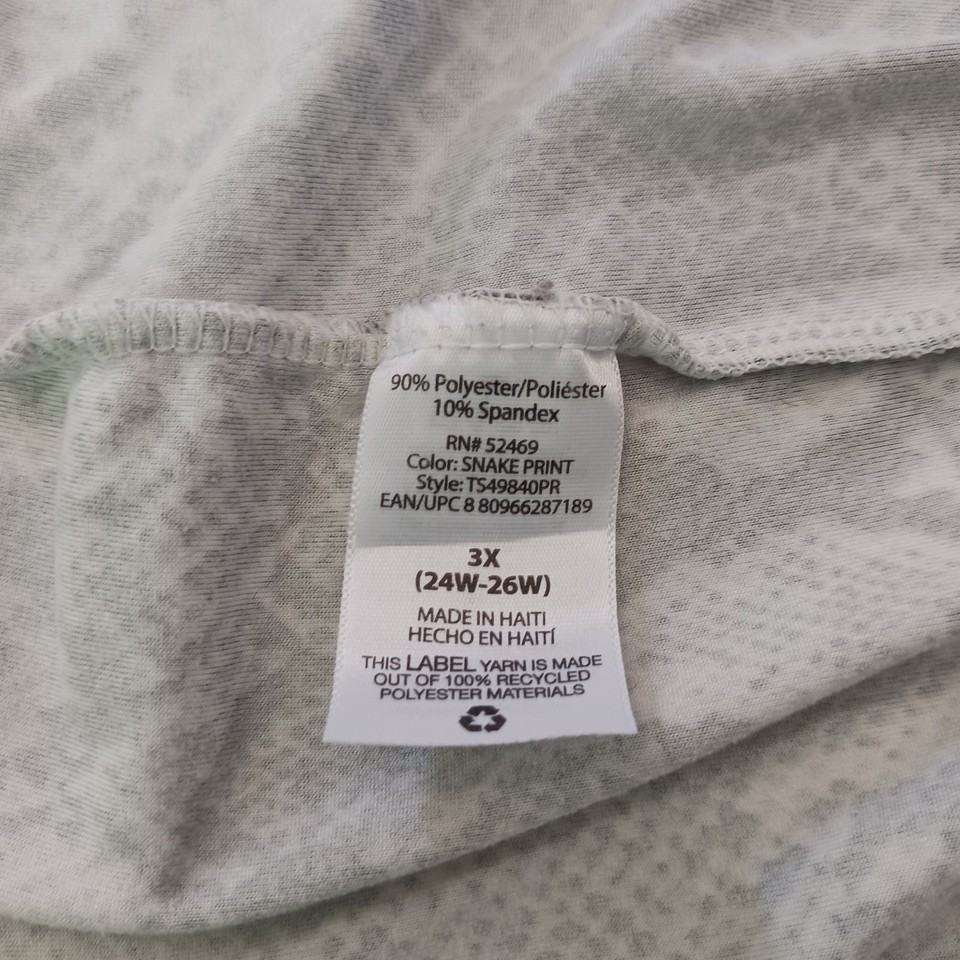 90% Polyester/Poliéster
10% Spandex
RN# 52469
Color: SNAKE PRINT
Style: TS49840PR
EAN/UPC 8 80966287189
3X
(24W-26W)
MADE IN HAITI
HECHO EN HAITÍ
THIS LABEL YARN IS MADE
OUT OF 100% RECYCLED
POLYESTER MATERIALS